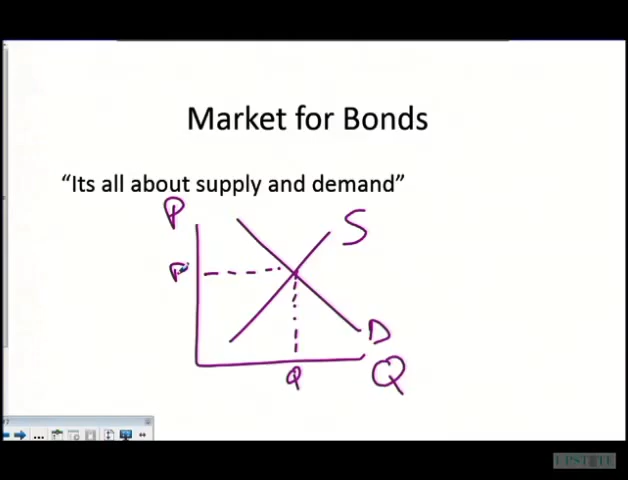 Market for Bonds
“Its all about supply and demand”
P
S
P
D
Q
Q